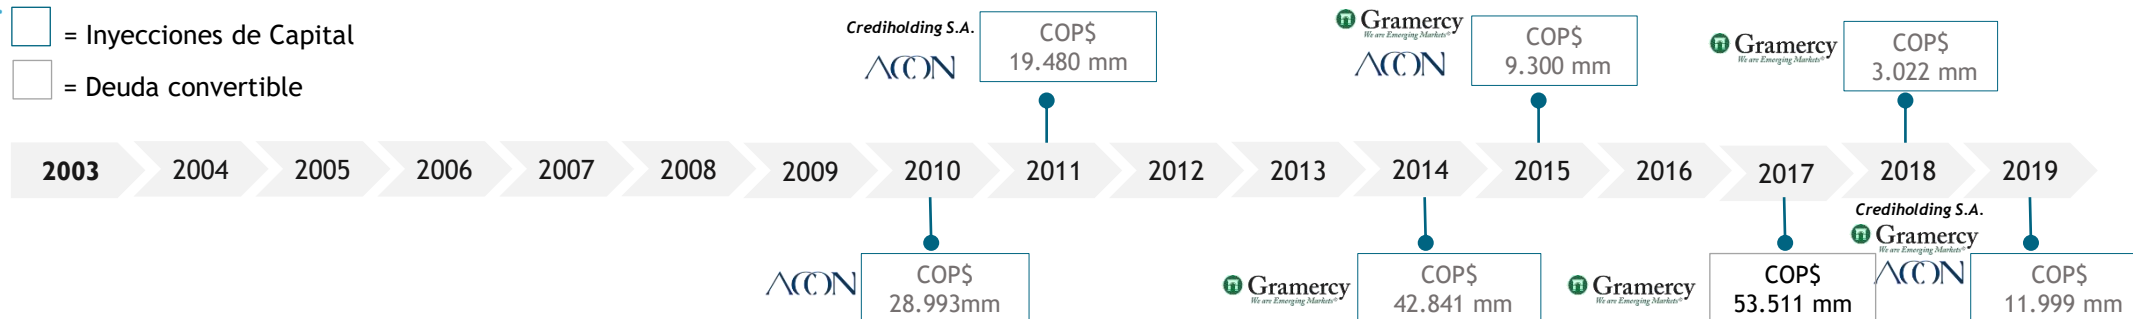 = Inyecciones de Capital
= Deuda convertible
Crediholding S.A.
ACON
COP$
19.480 mm
Gramercy
We are Emerging Markets®
ACON
COP$
9.300 mm
Gramercy
We are Emerging Markets®
COP$
3.022 mm
2003 2004 2005 2006 2007 2008 2009 2010 2011 2012 2013 2014 2015 2016 2017 2018 2019
ACON
COP$
28.993mm
Gramercy
We are Emerging Markets®
COP$
42.841 mm
Gramercy
We are Emerging Markets®
COP$
53.511 mm
Crediholding S.A.
Gramercy
We are Emerging Markets®
ACON
COP$
11.999 mm